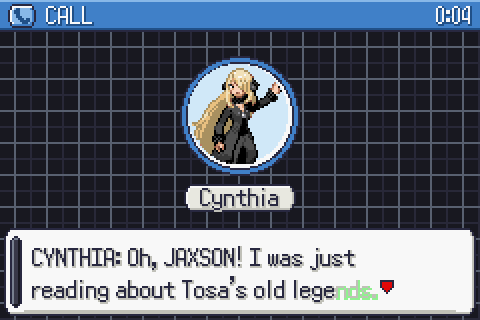 CALL
0:04
Cynthia
CYNTHIA: Oh, JAXSON! I was just
reading about Tosa's old legends.